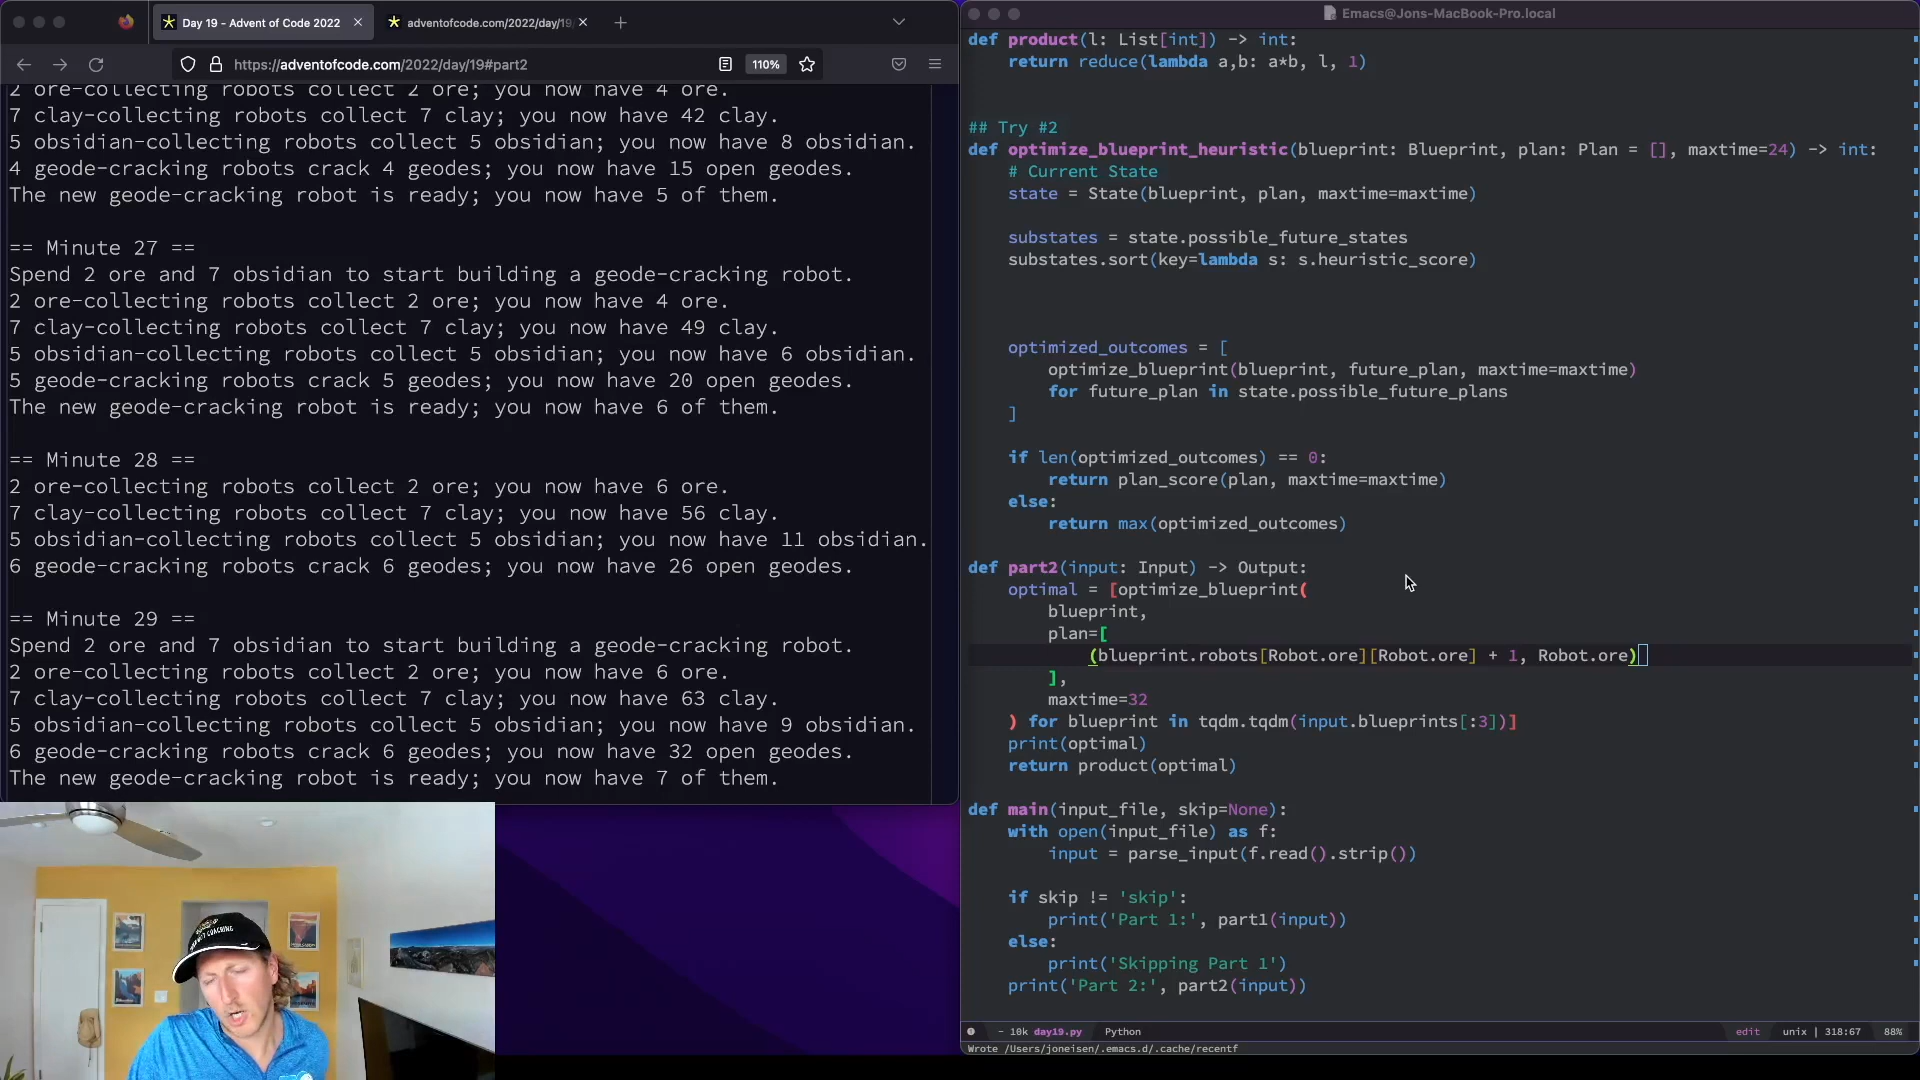 Day 19 - Advent of Code 2022
adventofcode.com/2022/day/19
https://adventofcode.com/2022/day/19#part2
110%
2 ore-collecting robots collect 2 ore; you now have 4 ore.
7 clay-collecting robots collect 7 clay; you now have 42 clay.
5 obsidian-collecting robots collect 5 obsidian; you now have 8 obsidian.
4 geode-cracking robots crack 4 geodes; you now have 15 open geodes.
The new geode-cracking robot is ready; you now have 5 of them.
== Minute 27 ==
Spend 2 ore and 7 obsidian to start building a geode-cracking robot.
2 ore-collecting robots collect 2 ore; you now have 4 ore.
7 clay-collecting robots collect 7 clay; you now have 49 clay.
5 obsidian-collecting robots collect 5 obsidian; you now have 6 obsidian.
5 geode-cracking robots crack 5 geodes; you now have 20 open geodes.
The new geode-cracking robot is ready; you now have 6 of them.
== Minute 28 ==
2 ore-collecting robots collect 2 ore; you now have 6 ore.
7 clay-collecting robots collect 7 clay; you now have 56 clay.
5 obsidian-collecting robots collect 5 obsidian; you now have 11 obsidian.
6 geode-cracking robots crack 6 geodes; you now have 26 open geodes.
== Minute 29 ==
Spend 2 ore and 7 obsidian to start building a geode-cracking robot.
2 ore-collecting robots collect 2 ore; you now have 6 ore.
7 clay-collecting robots collect 7 clay; you now have 63 clay.
5 obsidian-collecting robots collect 5 obsidian; you now have 9 obsidian.
6 geode-cracking robots crack 6 geodes; you now have 32 open geodes.
The new geode-cracking robot is ready; you now have 7 of them.
COACHING
Emacs@Jons-MacBook-Pro.local
def product(l: List[int]) -> int:
    return reduce(lambda a,b: a*b, l, 1)
## Try #2
def optimize_blueprint_heuristic(blueprint: Blueprint, plan: Plan = [], maxtime=24) -> int:
    # Current State
    state = State(blueprint, plan, maxtime=maxtime)
    substates = state.possible_future_states
    substates.sort(key=lambda s: s.heuristic_score)
    optimized_outcomes = [
        optimize_blueprint(blueprint, future_plan, maxtime=maxtime)
        for future_plan in state.possible_future_plans
    ]
    if len(optimized_outcomes) == 0:
        return plan_score(plan, maxtime=maxtime)
    else:
        return max(optimized_outcomes)
def part2(input: Input) -> Output:
    optimal = [optimize_blueprint(
        blueprint,
        plan=[
            (blueprint.robots[Robot.ore][Robot.ore] + 1, Robot.ore)
        ],
        maxtime=32
    ) for blueprint in tqdm.tqdm(input.blueprints[:3])]
    print(optimal)
    return product(optimal)
def main(input_file, skip=None):
    with open(input_file) as f:
        input = parse_input(f.read().strip())
    if skip != 'skip':
        print('Part 1:', part1(input))
    else:
        print('Skipping Part 1')
    print('Part 2:', part2(input))
- 10k day19.py Python edit unix | 318:67 88%
Wrote /Users/joneisen/.emacs.d/.cache/recentf